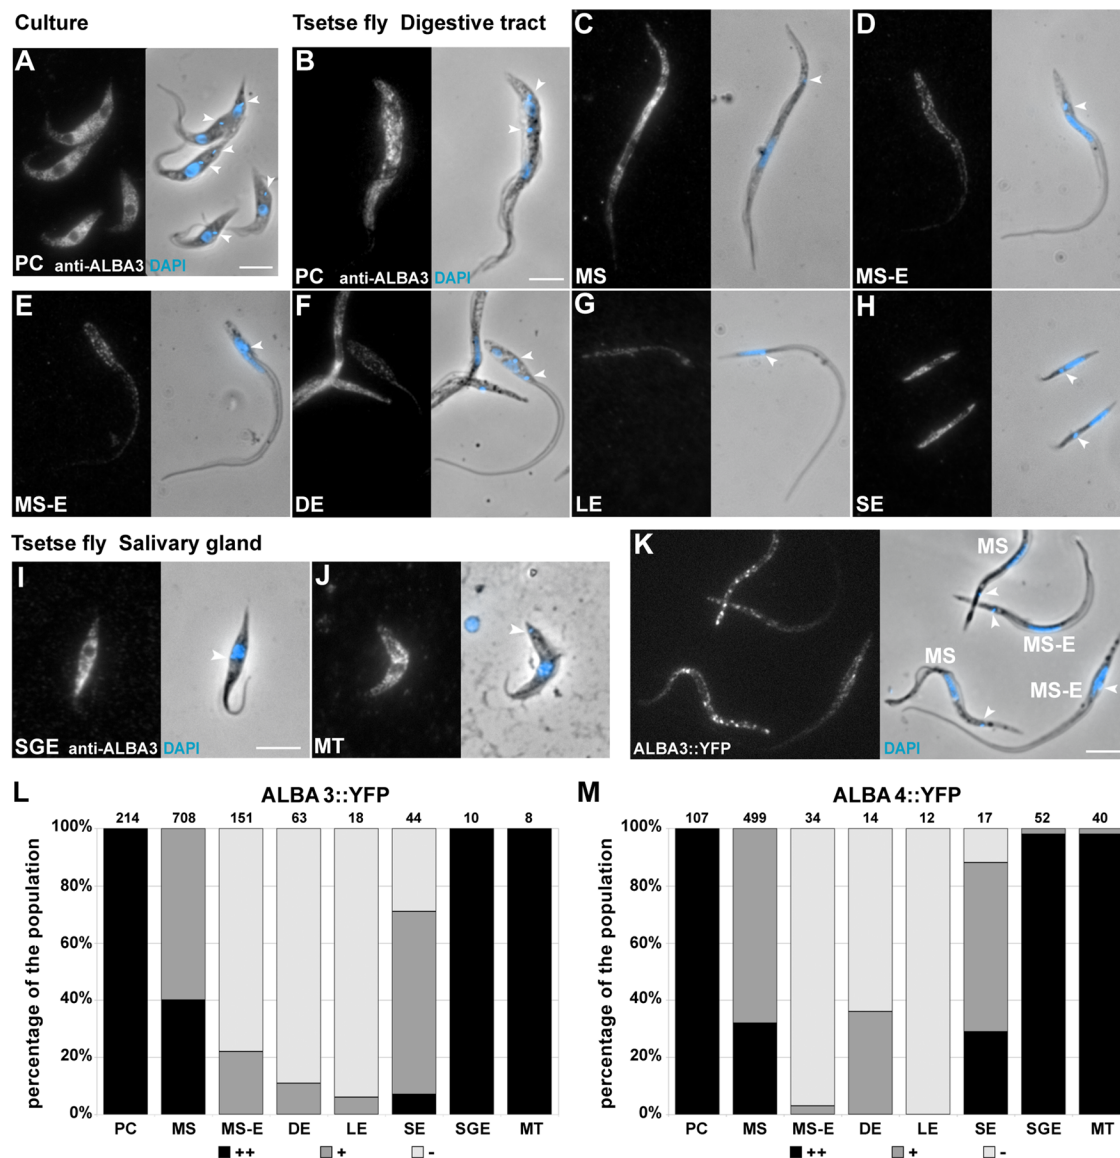 Culture
Tsetse fly Digestive tract
A
PC anti-ALBA3 DAPI
B
PC anti-ALBA3 DAPI
C
MS
D
MS-E
E
MS-E
F
DE
G
LE
H
SE
Tsetse fly Salivary gland
I
SGE anti-ALBA3 DAPI
J
MT
K
ALBA3::YFP
MS
MS-E
MS
MS-E
DAPI
L
ALBA 3::YFP
214 708 151 63 18 44 10 8
percentage of the population
100%
80%
60%
40%
20%
0%
PC MS MS-E DE LE SE SGE MT
++ + -
M
ALBA 4::YFP
107 499 34 14 12 17 52 40
percentage of the population
100%
80%
60%
40%
20%
0%
PC MS MS-E DE LE SE SGE MT
++ + -